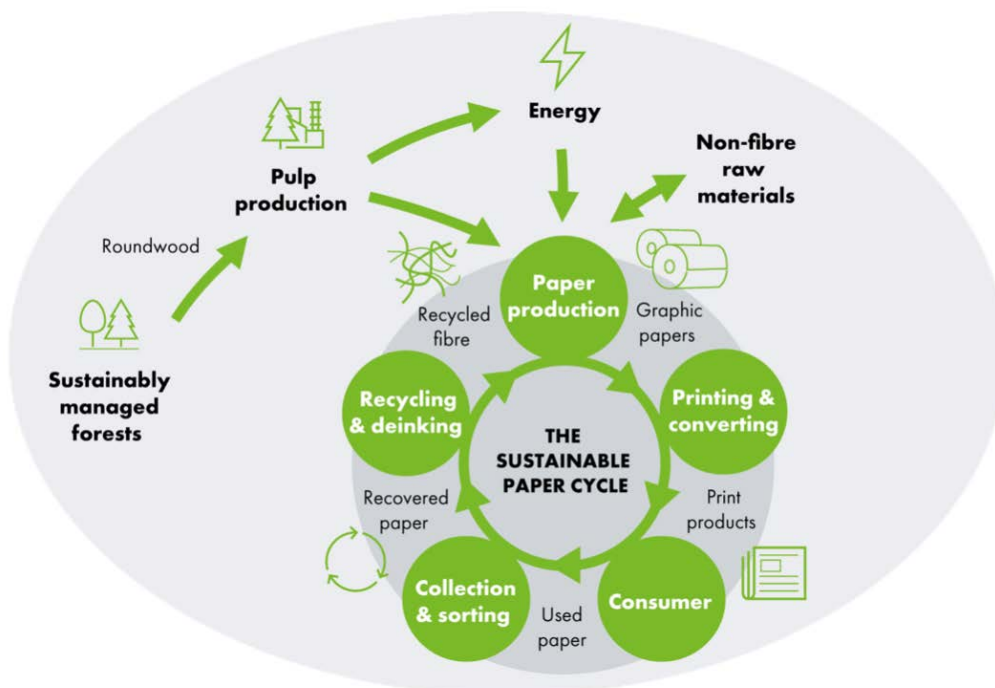 Energy
Non-fibre
raw
materials
Pulp
production
Roundwood
Sustainably
managed
forests
Paper
production
Recycled
fibre
Graphic
papers
Recycling
& deinking
Printing &
converting
THE
SUSTAINABLE
PAPER CYCLE
Recovered
paper
Print
products
Collection
& sorting
Used
paper
Consumer